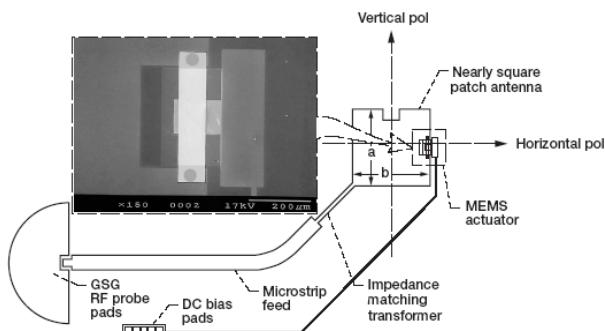 Vertical pol
Nearly square
patch antenna
a
Horizontal pol
b
MEMS
actuator
×150 0002 17kV 200µm
GSG
RF probe
pads
DC bias
pads
Microstrip
feed
Impedance
matching
transformer